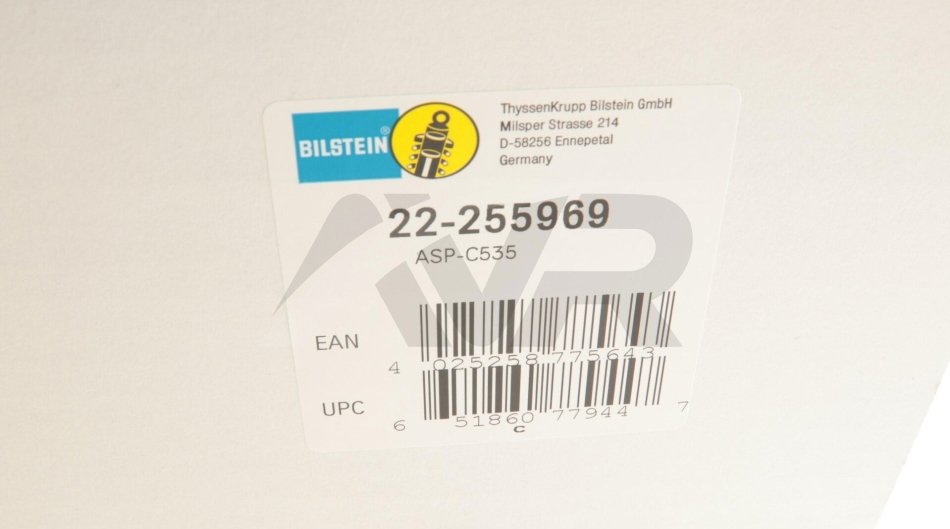 BILSTEIN®
ThyssenKrupp Bilstein GmbH
Milsper Strasse 214
D-58256 Ennepetal
Germany
22-255969
ASP-C535
EAN
4 025258 775643
UPC
6 51860 77944 7
c
IVR